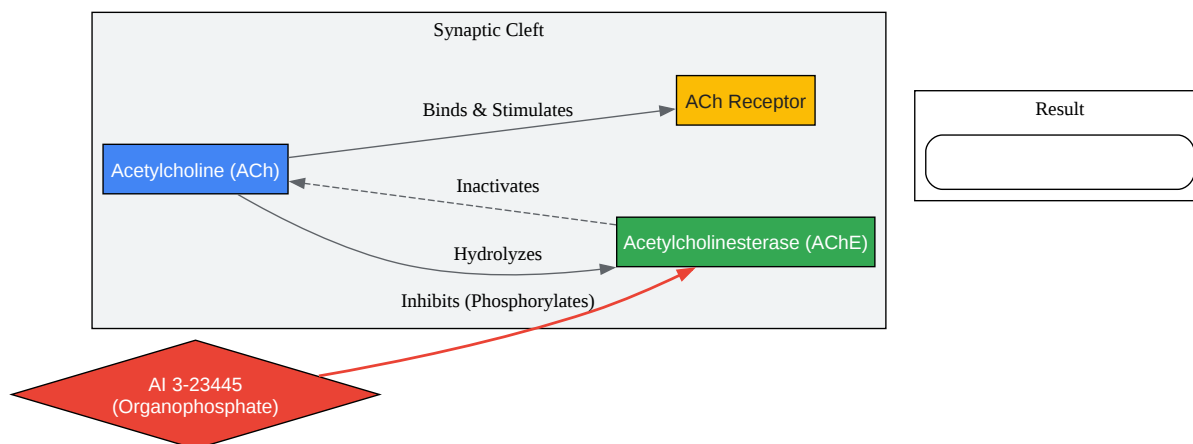 Synaptic Cleft
ACh Receptor
Binds & Stimulates
Result
Acetylcholine (ACh)
Inactivates
Acetylcholinesterase (AChE)
Hydrolyzes
Inhibits (Phosphorylates)
AI 3-23445
(Organophosphate)